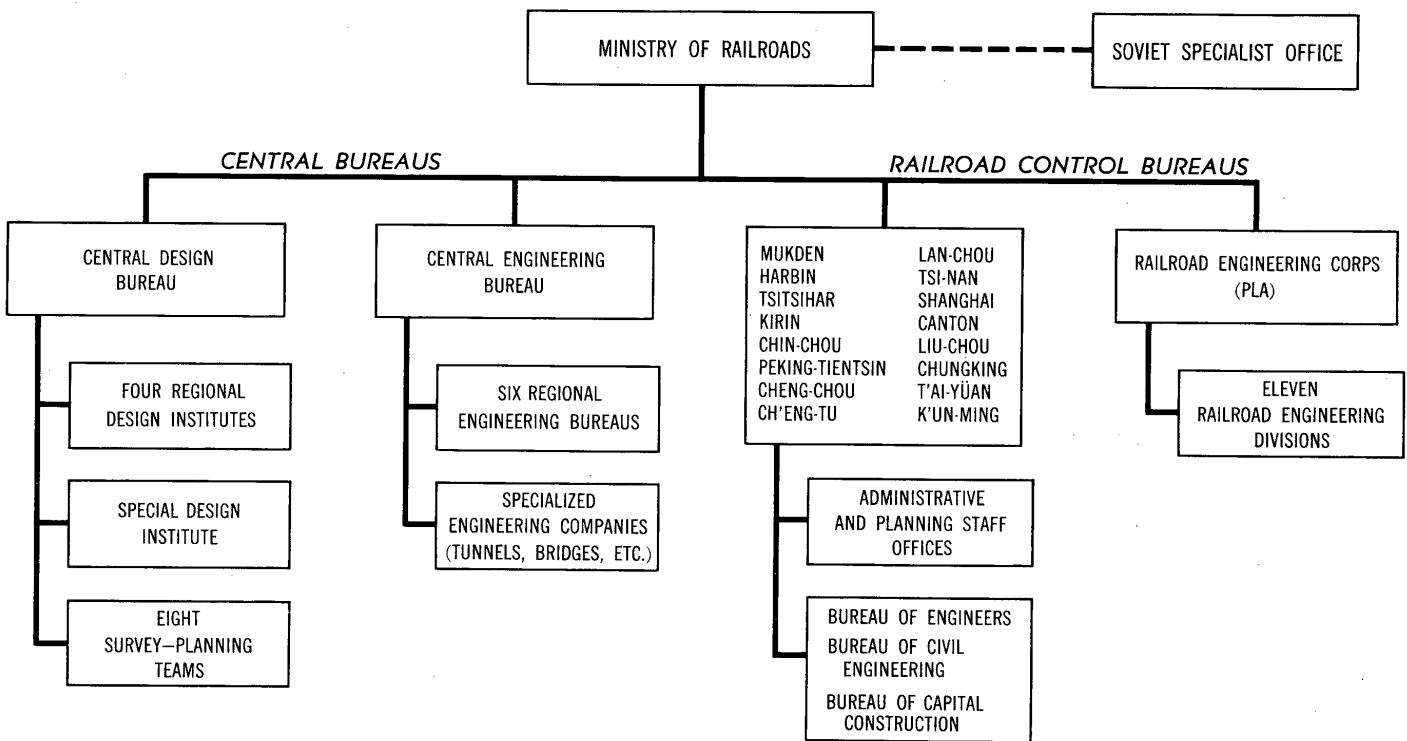 MINISTRY OF RAILROADS
SOVIET SPECIALIST OFFICE
CENTRAL BUREAUS
RAILROAD CONTROL BUREAUS
CENTRAL DESIGN
BUREAU
FOUR REGIONAL
DESIGN INSTITUTES
SPECIAL DESIGN
INSTITUTE
EIGHT
SURVEY—PLANNING
TEAMS
CENTRAL ENGINEERING
BUREAU
SIX REGIONAL
ENGINEERING BUREAUS
SPECIALIZED
ENGINEERING COMPANIES
(TUNNELS, BRIDGES, ETC.)
MUKDEN
HARBIN
TSITSIHAR
KIRIN
CHIN-CHOU
PEKING-TIENTSIN
CHENG-CHOU
CH'ENG-TU
LAN-CHOU
TSI-NAN
SHANGHAI
CANTON
LIU-CHOU
CHUNGKING
T'AI-YÜAN
K'UN-MING
ADMINISTRATIVE
AND PLANNING STAFF
OFFICES
BUREAU OF ENGINEERS
BUREAU OF CIVIL
ENGINEERING
BUREAU OF CAPITAL
CONSTRUCTION
RAILROAD ENGINEERING CORPS
(PLA)
ELEVEN
RAILROAD ENGINEERING
DIVISIONS